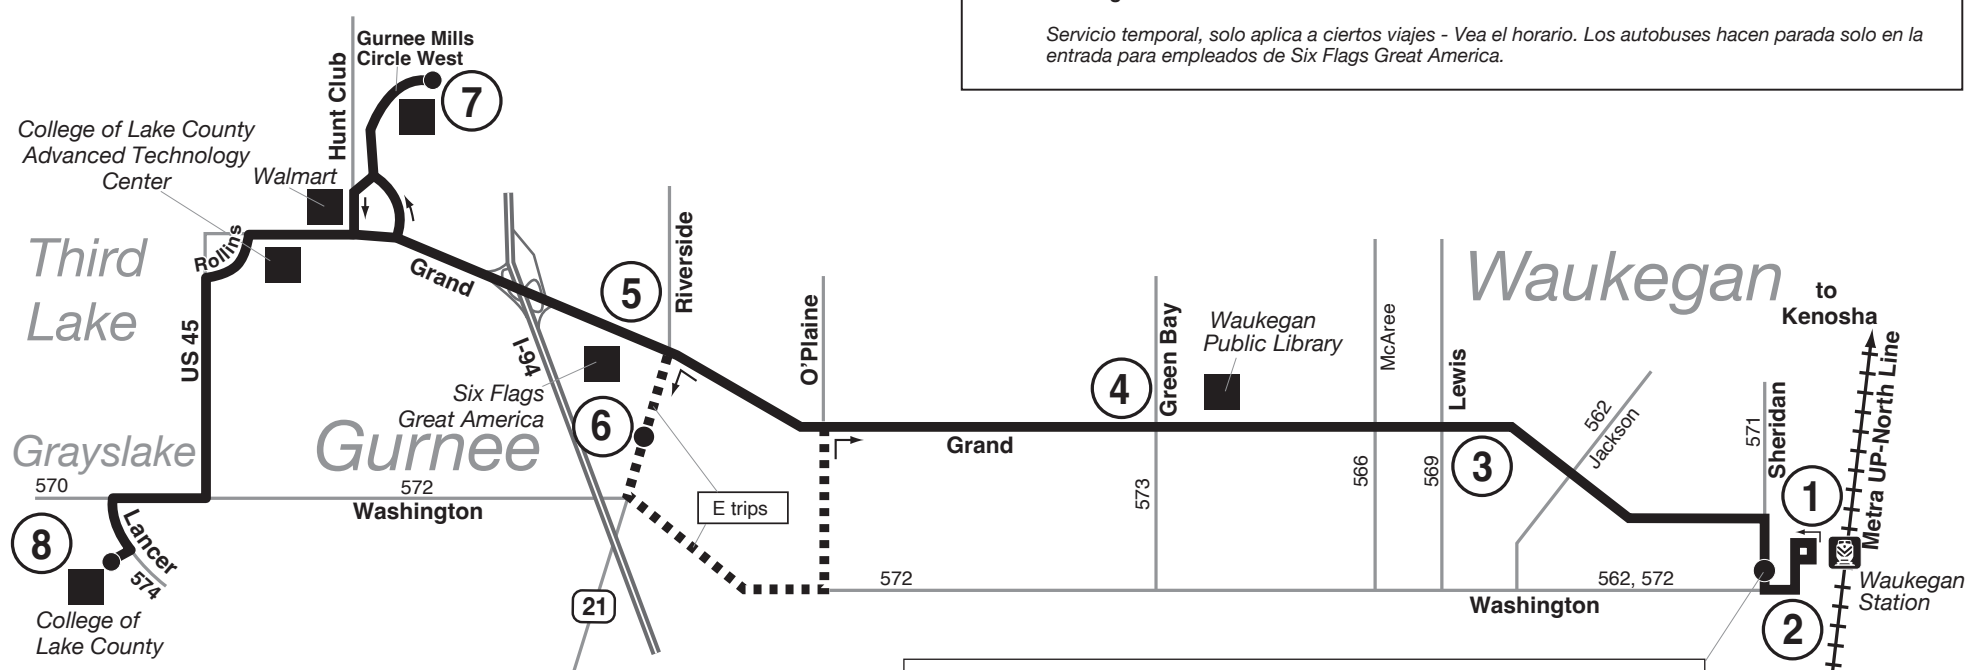 Servicio temporal, solo aplica a ciertos viajes - Vea el horario. Los autobuses hacen parada solo en la
entrada para empleados de Six Flags Great America.
Gurnee Mills
Circle West
Hunt Club
7
College of Lake County
Advanced Technology
Center
Walmart
Third
Lake
Rollins
Grand
US 45
I-94
5
Riverside
Six Flags
Great America
6
O'Plaine
4
Green Bay
Waukegan
Public Library
McAree
Lewis
Waukegan
to
Kenosha
Metra UP-North Line
562
Jackson
571
Sheridan
Grayslake
Gurnee
570
572
Washington
Grand
573
566
569
3
1
E trips
8
Lancer
574
College of
Lake County
21
572
562, 572
Washington
2
Waukegan
Station